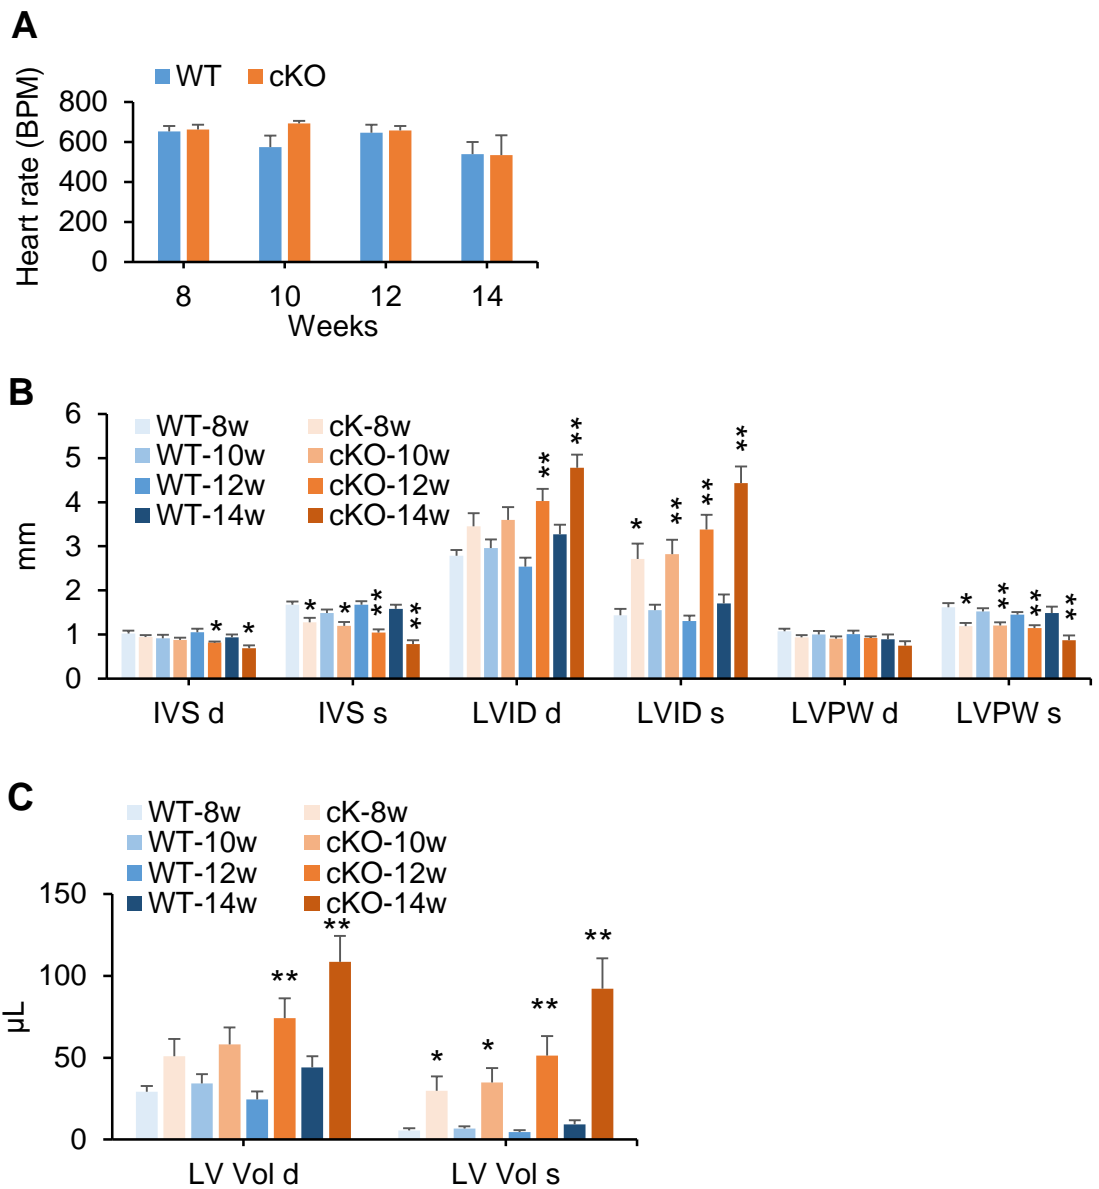 A
WT cKO
Heart rate (BPM)
800
600
400
200
0
8 10 12 14
Weeks
B
mm
6
5
4
3
2
1
0
WT-8w cK-8w
WT-10w cKO-10w
WT-12w cKO-12w
WT-14w cKO-14w
** ** * ** ** **
* * * * ** ** * ** ** **
IVS d IVS s LVID d LVID s LVPW d LVPW s
C
WT-8w cK-8w
WT-10w cKO-10w
WT-12w cKO-12w
WT-14w cKO-14w
µL
150
100
50
0
** ** * * ** **
LV Vol d LV Vol s